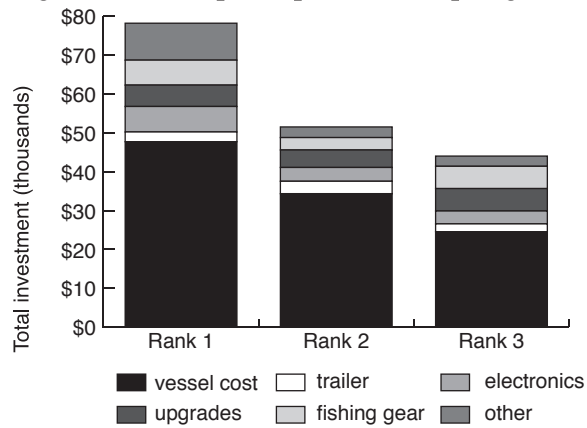 $80
$70
$60
$50
$40
$30
$20
$10
$0
Total investment (thousands)
Rank 1 Rank 2 Rank 3
vessel cost trailer electronics
upgrades fishing gear other